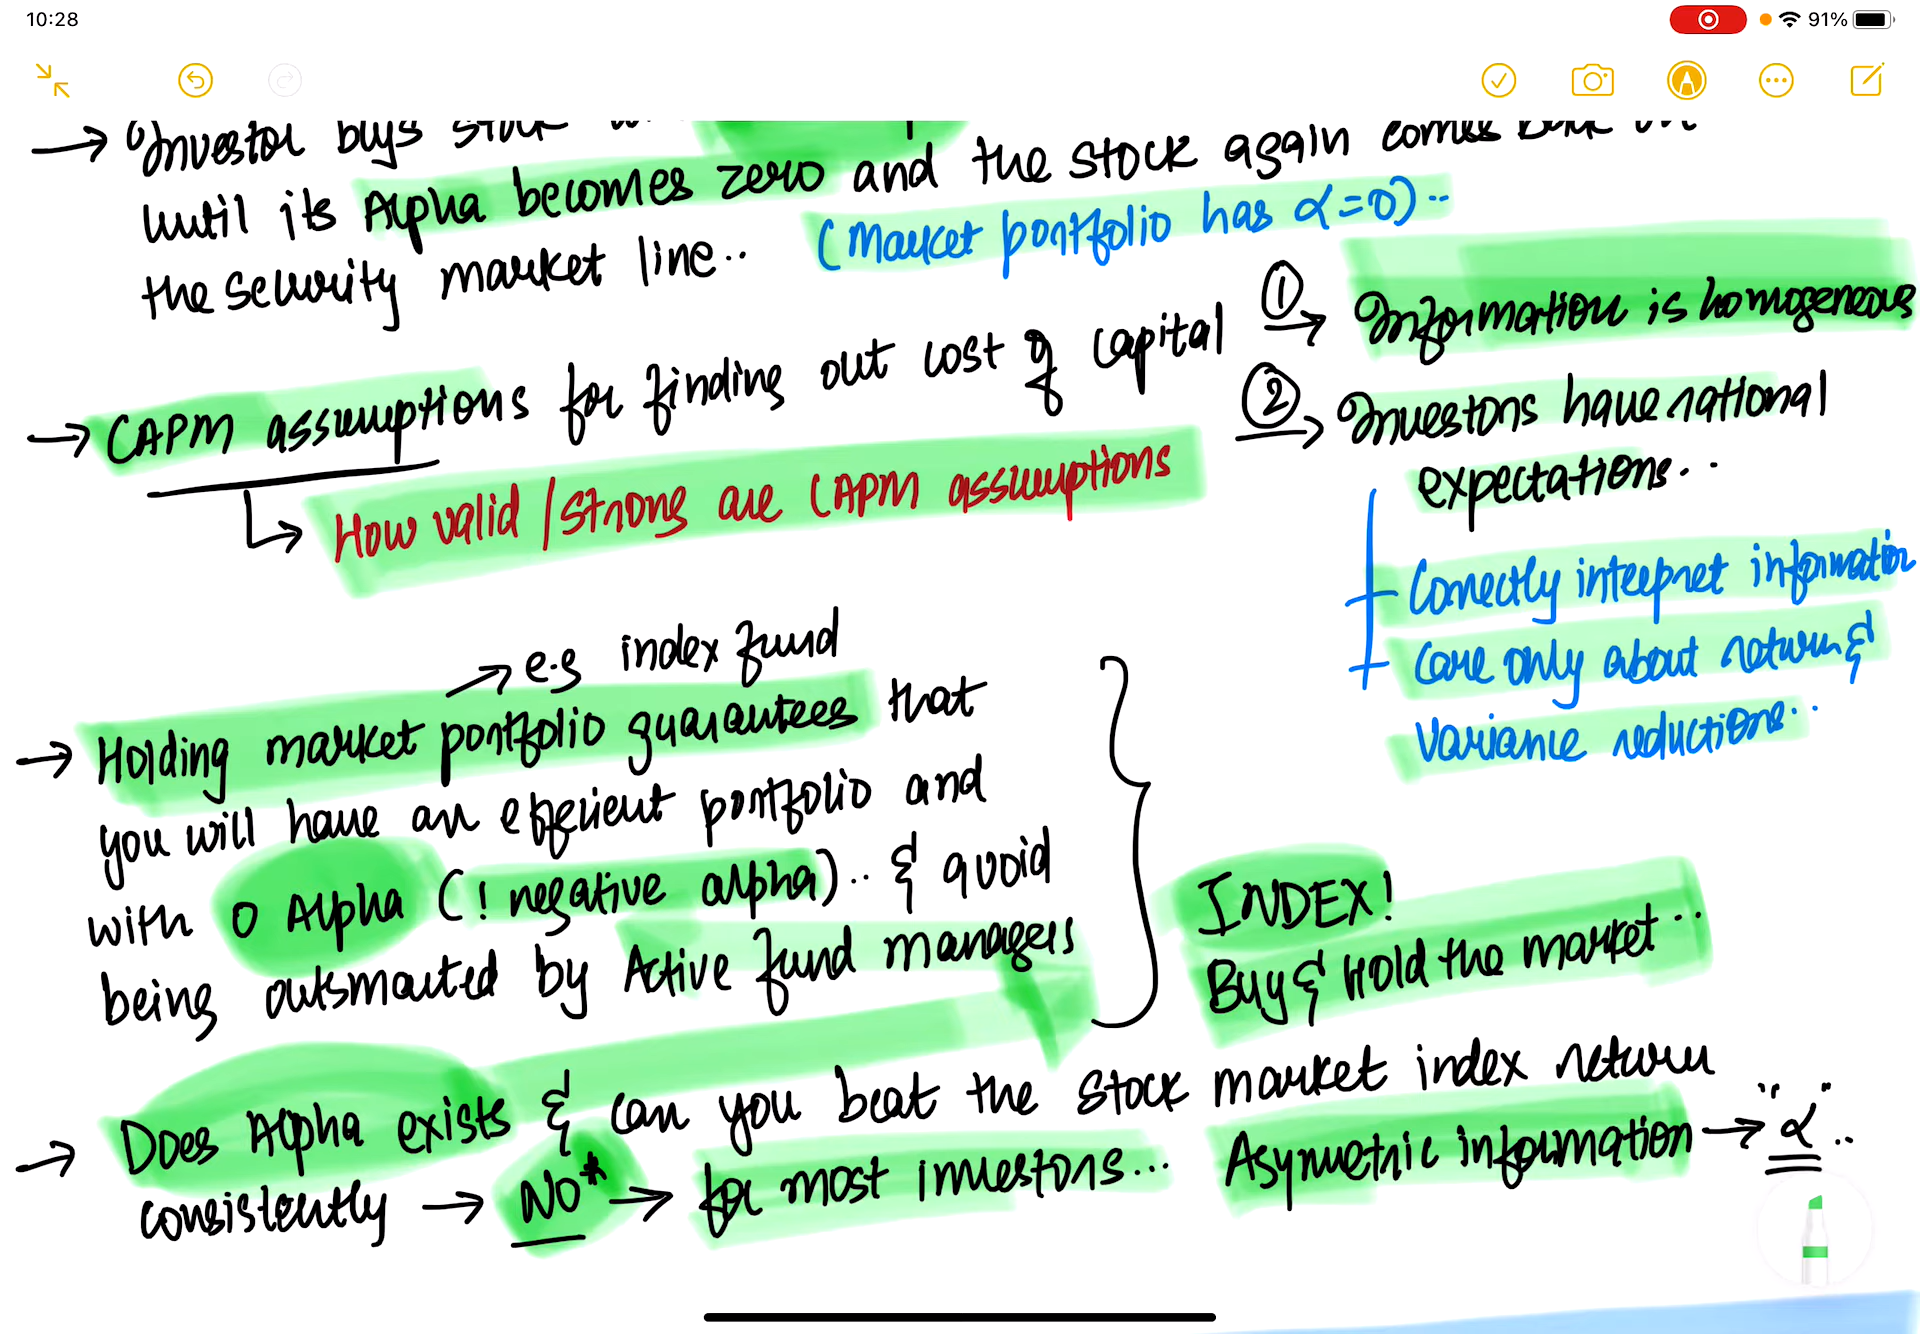 10:28
91%
→ Investor buys stock
until its Alpha becomes zero and the stock again comes back
the security market line.. (Market portfolio has α=0)..
→ CAPM assumptions for finding out cost of capital
↳ How valid / strong are CAPM assumptions
① → Information is homogeneous
② → Investors have rational
expectations..
Correctly interpret information
Care only about return &
Variance reductions..
→ e.g index fund
→ Holding market portfolio guarantees that
you will have an efficient portfolio and
with 0 Alpha (! negative alpha).. & avoid
being outsmarted by Active fund managers
INDEX!
Buy & Hold the market..
→ Does Alpha exists & can you beat the stock market index return
consistently → No* → for most investors... Asymmetric information → "α"..